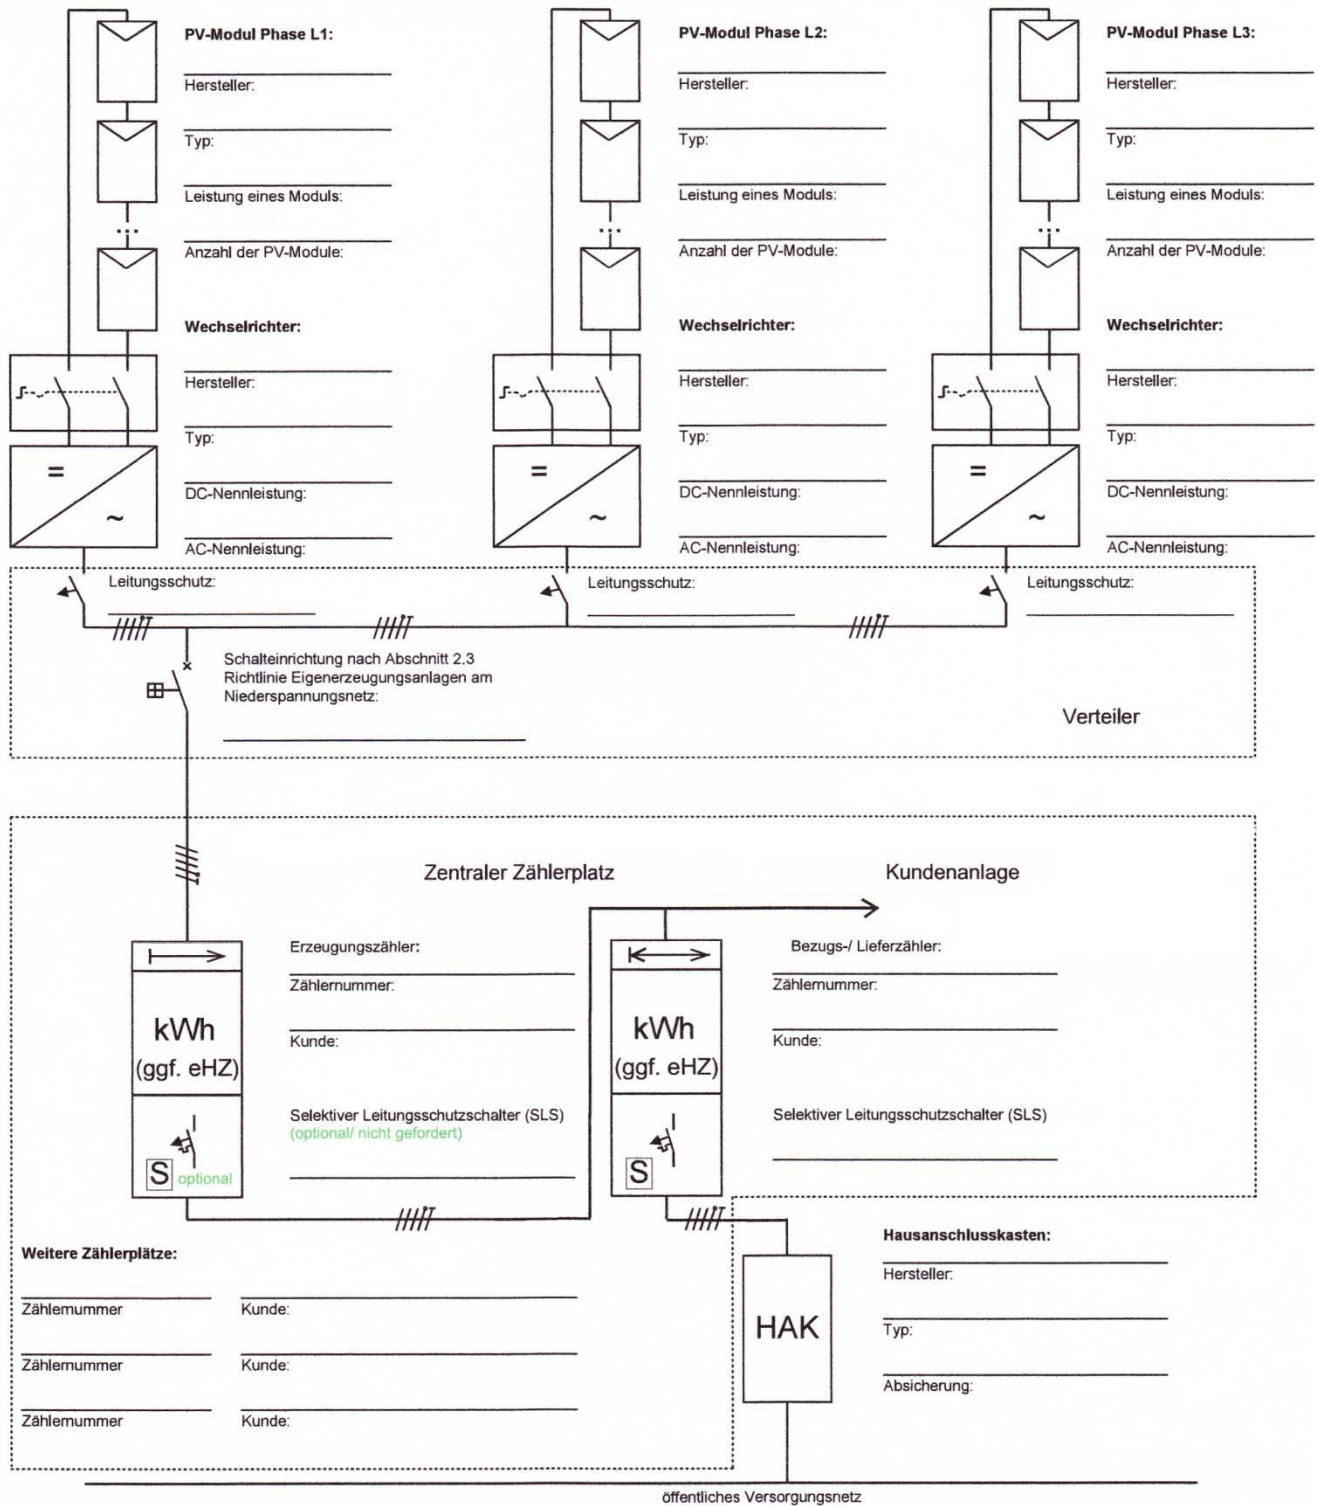 PV-Modul Phase L1:
Hersteller:
Typ:
Leistung eines Moduls:
...
Anzahl der PV-Module:
Wechselrichter:
Hersteller:
Typ:
=
~
DC-Nennleistung:
AC-Nennleistung:
PV-Modul Phase L2:
Hersteller:
Typ:
Leistung eines Moduls:
...
Anzahl der PV-Module:
Wechselrichter:
Hersteller:
Typ:
=
~
DC-Nennleistung:
AC-Nennleistung:
PV-Modul Phase L3:
Hersteller:
Typ:
Leistung eines Moduls:
...
Anzahl der PV-Module:
Wechselrichter:
Hersteller:
Typ:
=
~
DC-Nennleistung:
AC-Nennleistung:
Leitungsschutz:
Leitungsschutz:
Leitungsschutz:
Schalteinrichtung nach Abschnitt 2.3
Richtlinie Eigenerzeugungsanlagen am
Niederspannungsnetz:
Verteiler
Zentraler Zählerplatz
Kundenanlage
kWh
(ggf. eHZ)
S optional
Erzeugungszähler:
Zählernummer:
Kunde:
Selektiver Leitungsschutzschalter (SLS)
(optional/ nicht gefordert)
kWh
(ggf. eHZ)
S
Bezugs-/ Lieferzähler:
Zählernummer:
Kunde:
Selektiver Leitungsschutzschalter (SLS)
Weitere Zählerplätze:
Zählernummer Kunde:
Zählernummer Kunde:
Zählernummer Kunde:
HAK
Hausanschlusskasten:
Hersteller:
Typ:
Absicherung:
öffentliches Versorgungsnetz